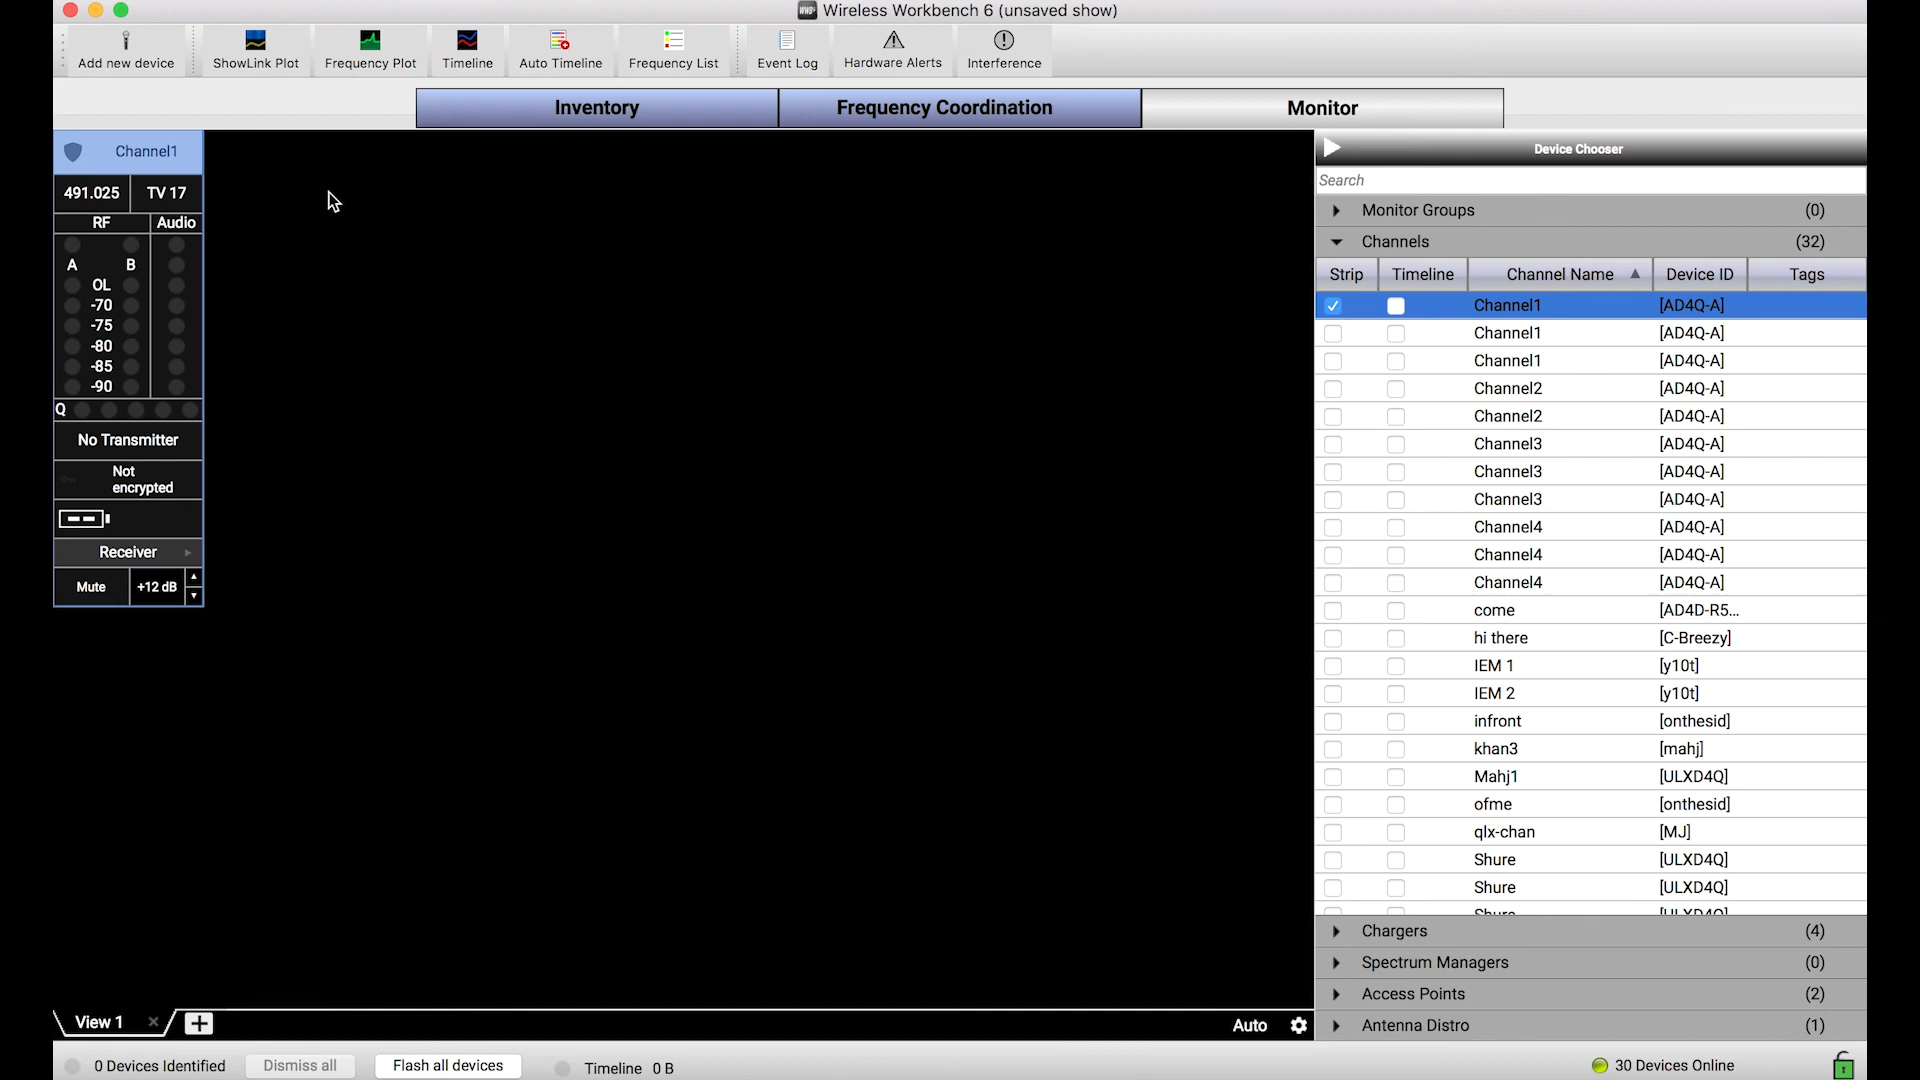 Wireless Workbench 6 (unsaved show)
Add new device
ShowLink Plot
Frequency Plot
Timeline
Auto Timeline
Frequency List
Event Log
Hardware Alerts
Interference
Inventory
Frequency Coordination
Monitor
Channel1
491.025 TV 17
RF Audio
A B
OL
-70
-75
-80
-85
-90
Q
No Transmitter
Not
encrypted
Receiver
Mute +12 dB
Device Chooser
Search
Monitor Groups (0)
Channels (32)
Strip Timeline Channel Name Device ID Tags
Channel1 [AD4Q-A]
Channel1 [AD4Q-A]
Channel1 [AD4Q-A]
Channel2 [AD4Q-A]
Channel2 [AD4Q-A]
Channel3 [AD4Q-A]
Channel3 [AD4Q-A]
Channel3 [AD4Q-A]
Channel4 [AD4Q-A]
Channel4 [AD4Q-A]
Channel4 [AD4Q-A]
come [AD4D-R5...
hi there [C-Breezy]
IEM 1 [y10t]
IEM 2 [y10t]
infront [onthesid]
khan3 [mahj]
Mahj1 [ULXD4Q]
ofme [onthesid]
qlx-chan [MJ]
Shure [ULXD4Q]
Shure [ULXD4Q]
Shure [ULXD4Q]
Chargers (4)
Spectrum Managers (0)
Access Points (2)
Antenna Distro (1)
View 1
Auto
0 Devices Identified
Dismiss all
Flash all devices
Timeline 0 B
30 Devices Online